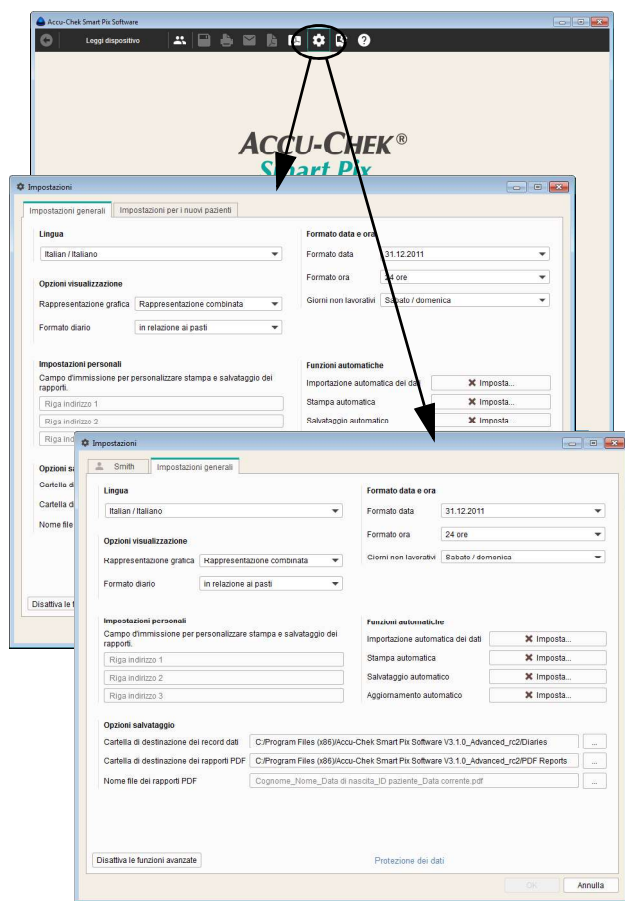 Accu-Chek Smart Pix Software
Leggi dispositivo
ACCU-CHEK®
Smart Pix
Impostazioni
Impostazioni generali Impostazioni per i nuovi pazienti
Lingua
Italian / Italiano
Opzioni visualizzazione
Rappresentazione grafica Rappresentazione combinata
Formato diario in relazione ai pasti
Formato data e ora
Formato data 31.12.2011
Formato ora 24 ore
Giorni non lavorativi Sabato / domenica
Impostazioni personali
Campo d'immissione per personalizzare stampa e salvataggio dei
rapporti.
Riga indirizzo 1
Riga indirizzo 2
Riga ind
Funzioni automatiche
Importazione automatica dei dati Imposta...
Stampa automatica Imposta...
Salvataggio automatico Imposta...
Opzioni sa
Cartella d
Cartella d
Nome file
Disattiva le f
Impostazioni
Smith Impostazioni generali
Lingua
Italian / Italiano
Opzioni visualizzazione
Rappresentazione grafica Rappresentazione combinata
Formato diario in relazione ai pasti
Formato data e ora
Formato data 31.12.2011
Formato ora 24 ore
Giorni non lavorativi Sabato / domenica
Impostazioni personali
Campo d'immissione per personalizzare stampa e salvataggio dei
rapporti.
Riga indirizzo 1
Riga indirizzo 2
Riga indirizzo 3
Funzioni automatiche
Importazione automatica dei dati Imposta...
Stampa automatica Imposta...
Salvataggio automatico Imposta...
Aggiornamento automatico Imposta...
Opzioni salvataggio
Cartella di destinazione dei record dati C:/Program Files (x86)/Accu-Chek Smart Pix Software V3.1.0_Advanced_rc2/Diaries ...
Cartella di destinazione dei rapporti PDF C:/Program Files (x86)/Accu-Chek Smart Pix Software V3.1.0_Advanced_rc2/PDF Reports ...
Nome file dei rapporti PDF Cognome_Nome_Data di nascita_ID paziente_Data corrente.pdf ...
Disattiva le funzioni avanzate Protezione dei dati
OK Annulla